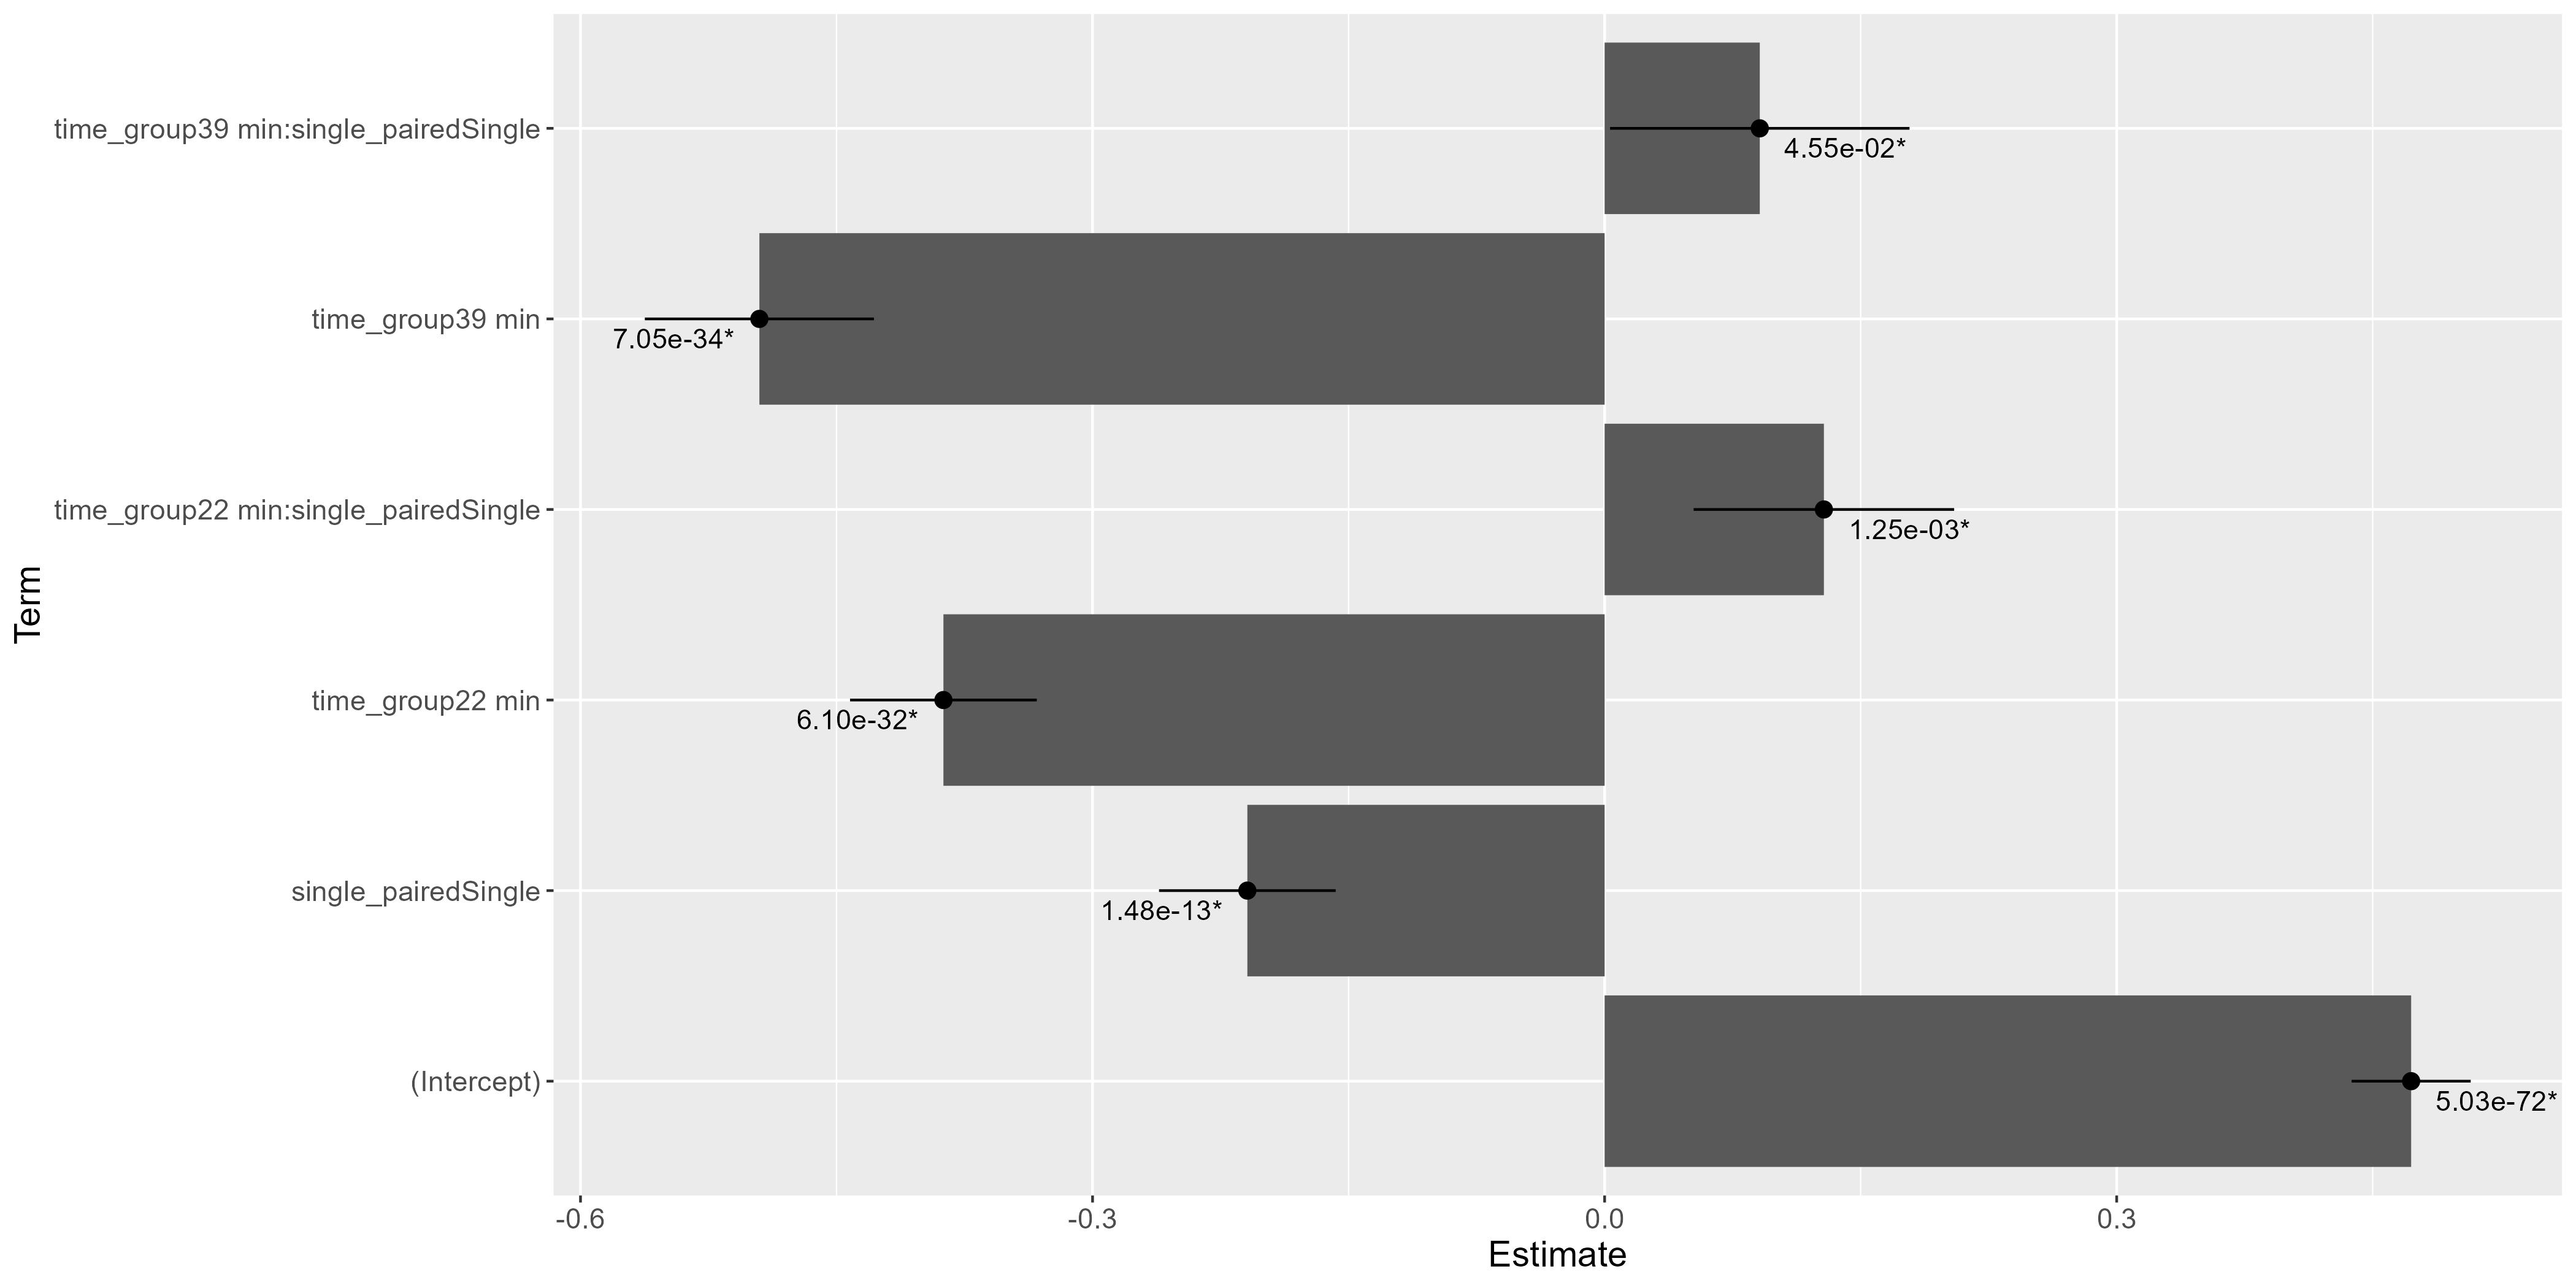 Term
time_group39 min:single_pairedSingle
4.55e-02*
time_group39 min
7.05e-34*
time_group22 min:single_pairedSingle
1.25e-03*
time_group22 min
6.10e-32*
single_pairedSingle
1.48e-13*
(Intercept)
5.03e-72*
-0.6
-0.3
0.0
0.3
Estimate